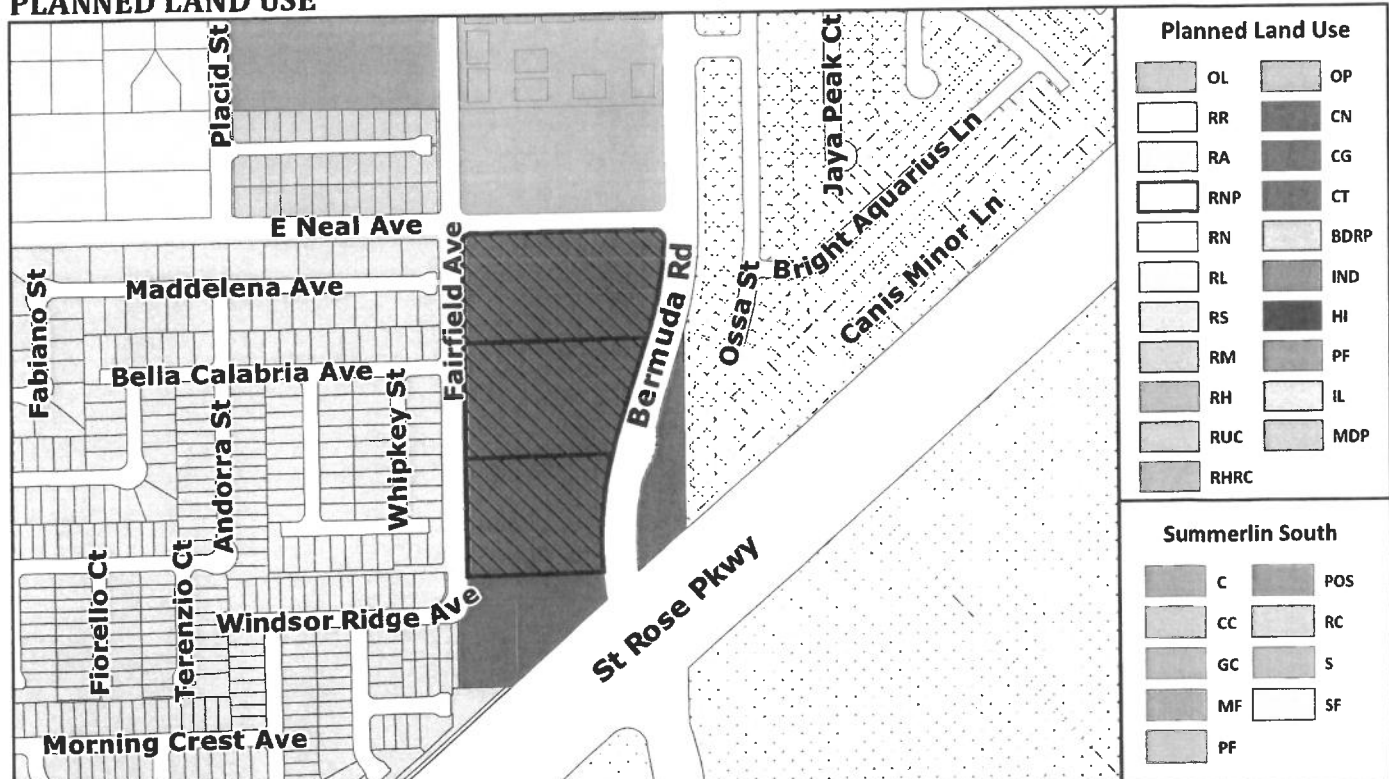 PLANNED LAND USE
Placid St
Jaya Peak Ct
Bright Aquarius Ln
E Neal Ave
Canis Minor Ln
Fabiano St
Maddelena Ave
Fairfield Ave
Bermuda Rd
Ossa St
Bella Calabria Ave
Whipkey St
Andorra St
Fiorello Ct
Terenzio Ct
Windsor Ridge Ave
St Rose Pkwy
Morning Crest Ave
Planned Land Use
OL
OP
RR
CN
RA
CG
RNP
CT
RN
BDRP
RL
IND
RS
HI
RM
PF
RH
IL
RUC
MDP
RHRC
Summerlin South
C
POS
CC
RC
GC
S
MF
SF
PF